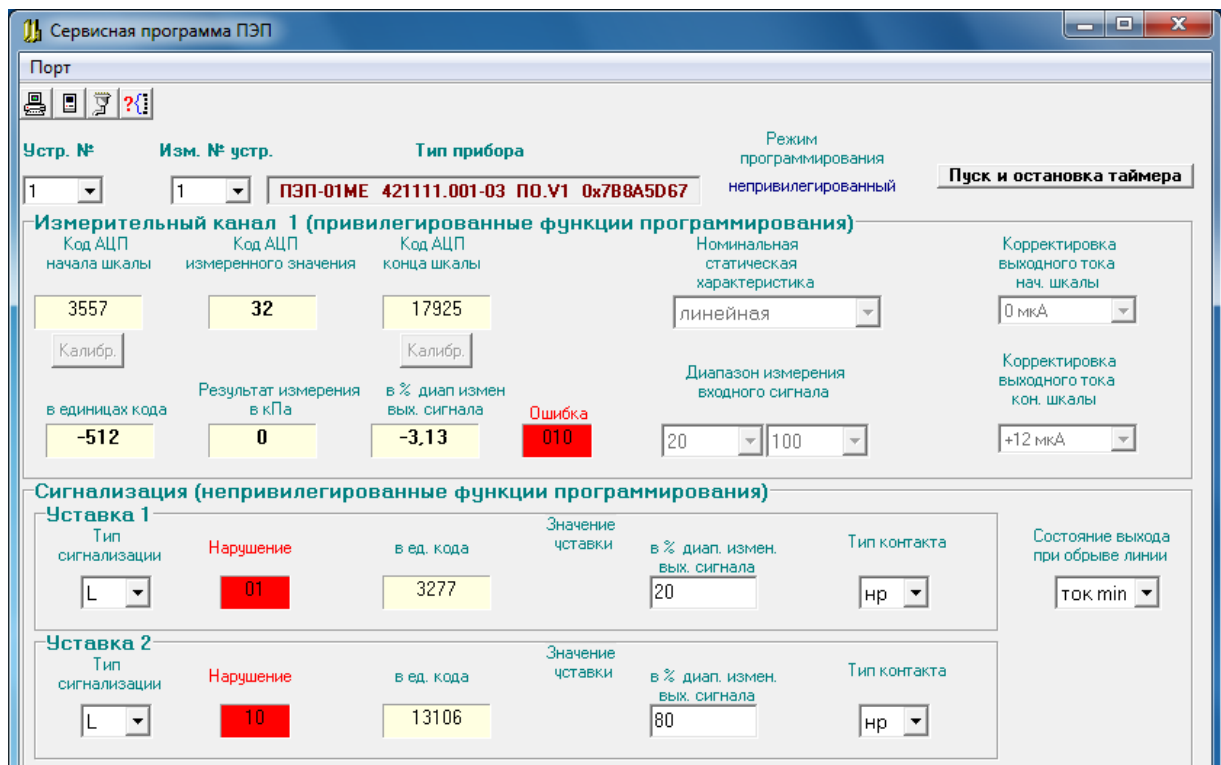 Сервисная программа ПЭП
Порт
Устр. №
Изм. № устр.
Тип прибора
Режим
программирования
1
1
ПЭП-01МЕ 421111.001-03 ПО.V1 0x7B8A5D67
непривилегированный
Пуск и остановка таймера
Измерительный канал 1 (привилегированные функции программирования)
Код АЦП
начала шкалы
Код АЦП
измеренного значения
Код АЦП
конца шкалы
Номинальная
статическая
характеристика
Корректировка
выходного тока
нач. шкалы
3557
32
17925
линейная
0 мкА
Калибр.
Калибр.
в единицах кода
Результат измерения
в кПа
в % диап измен
вых. сигнала
Ошибка
Диапазон измерения
входного сигнала
Корректировка
выходного тока
кон. шкалы
-512
0
-3,13
010
20
100
+12 мкА
Сигнализация (непривилегированные функции программирования)
Уставка 1
Тип
сигнализации
Нарушение
в ед. кода
Значение
уставки
в % диап. измен.
вых. сигнала
Тип контакта
Состояние выхода
при обрыве линии
L
01
3277
20
нр
ток min
Уставка 2
Тип
сигнализации
Нарушение
в ед. кода
Значение
уставки
в % диап. измен.
вых. сигнала
Тип контакта
L
10
13106
80
нр